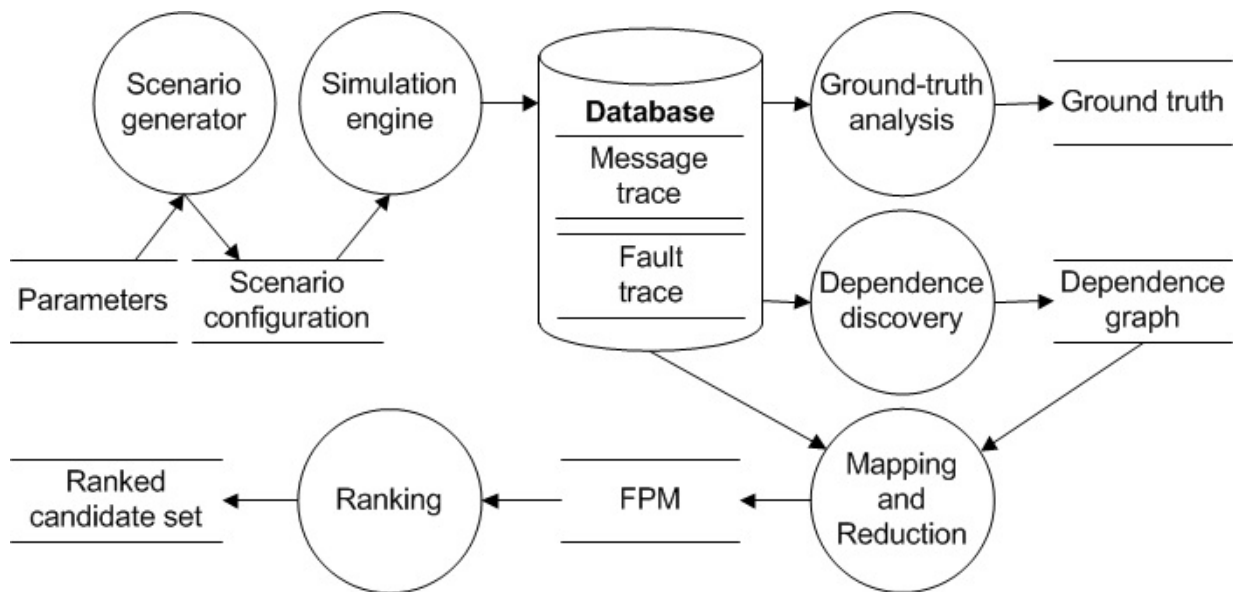 Scenario
generator
Simulation
engine
Database
Message
trace
Fault
trace
Ground-truth
analysis
Ground truth
Parameters
Scenario
configuration
Dependence
discovery
Dependence
graph
Ranked
candidate set
Ranking
FPM
Mapping
and
Reduction